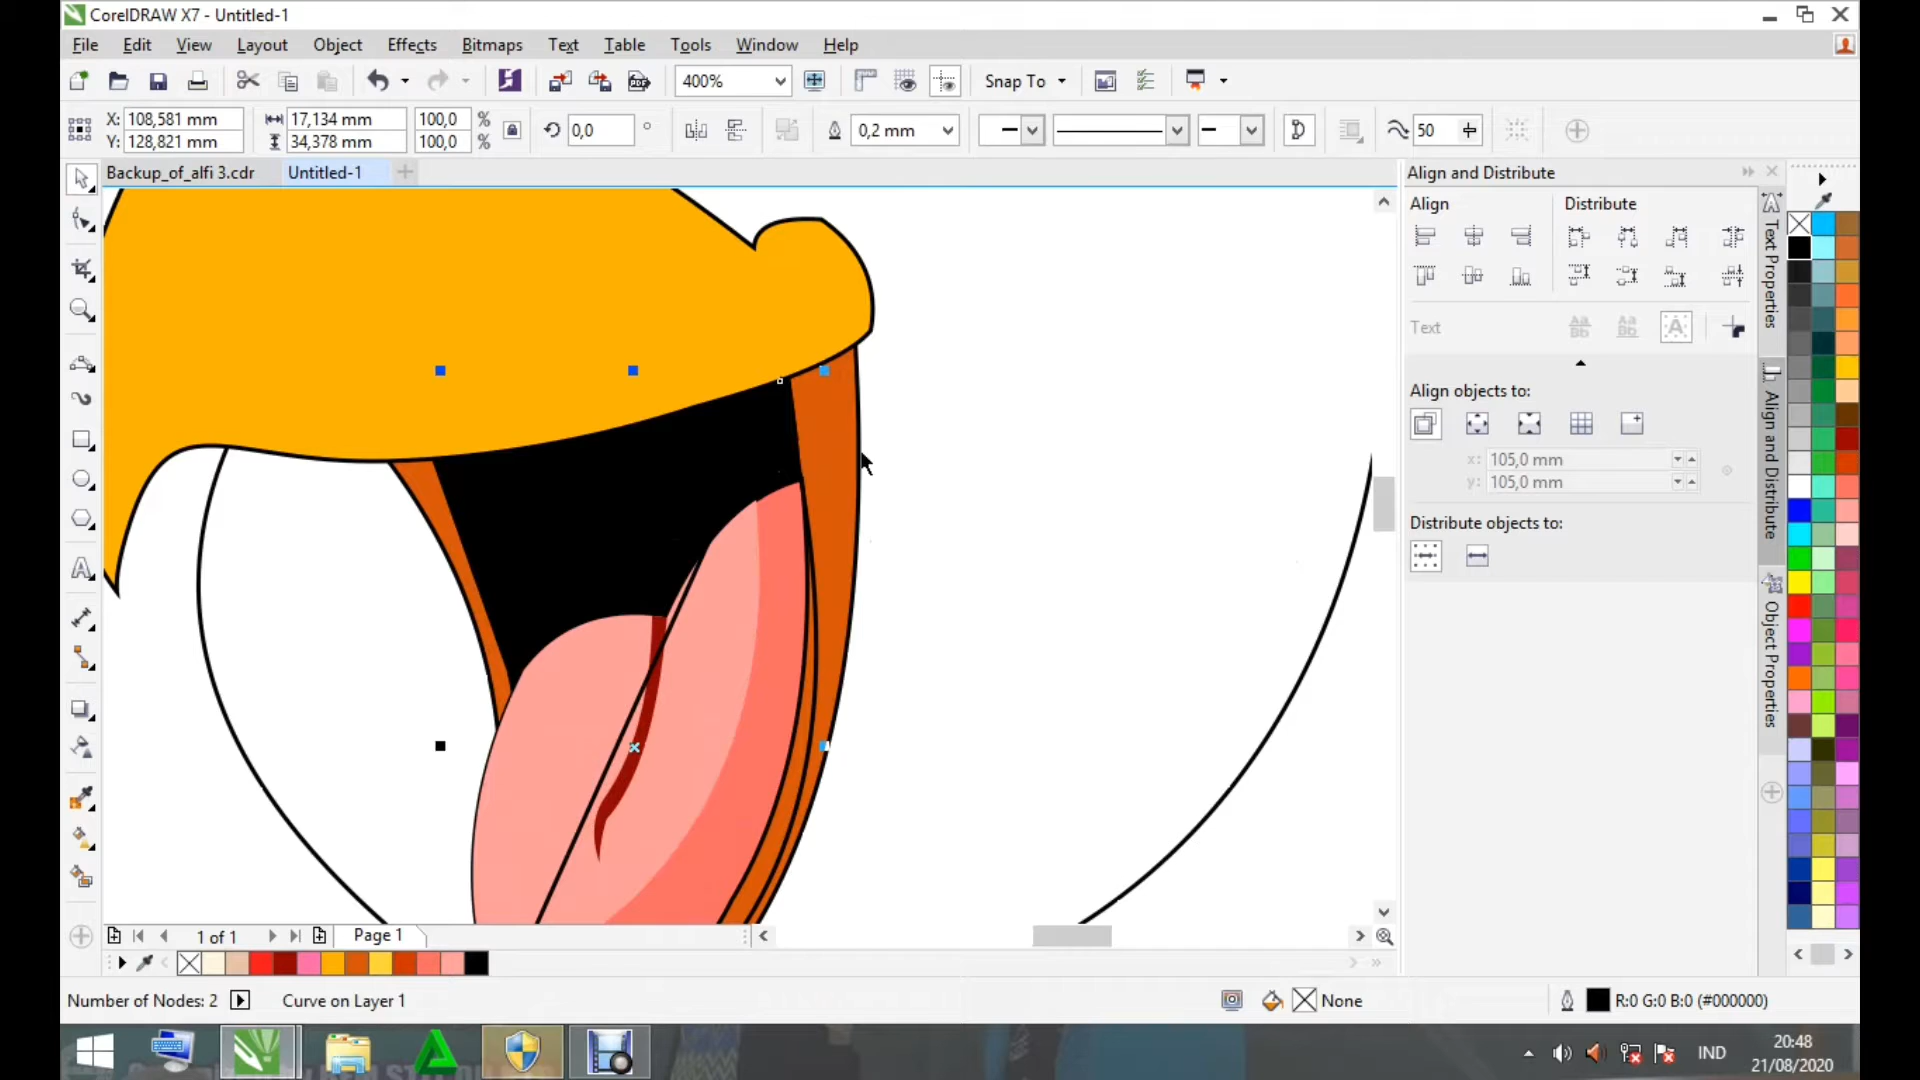 CorelDRAW X7 - Untitled-1
File Edit View Layout Object Effects Bitmaps Text Table Tools Window Help
400% Snap To
X: 108,581 mm 17,134 mm 100,0 % 0,0 ° 0,2 mm 50
Y: 128,821 mm 34,378 mm 100,0 %
Backup_of_alfi 3.cdr Untitled-1
Align and Distribute
Align Distribute
Text
Align objects to:
x: 105,0 mm
y: 105,0 mm
Distribute objects to:
Text Properties
Align and Distribute
Object Properties
1 of 1 Page 1
Number of Nodes: 2 Curve on Layer 1 None R:0 G:0 B:0 (#000000)
IND
20:48
21/08/2020